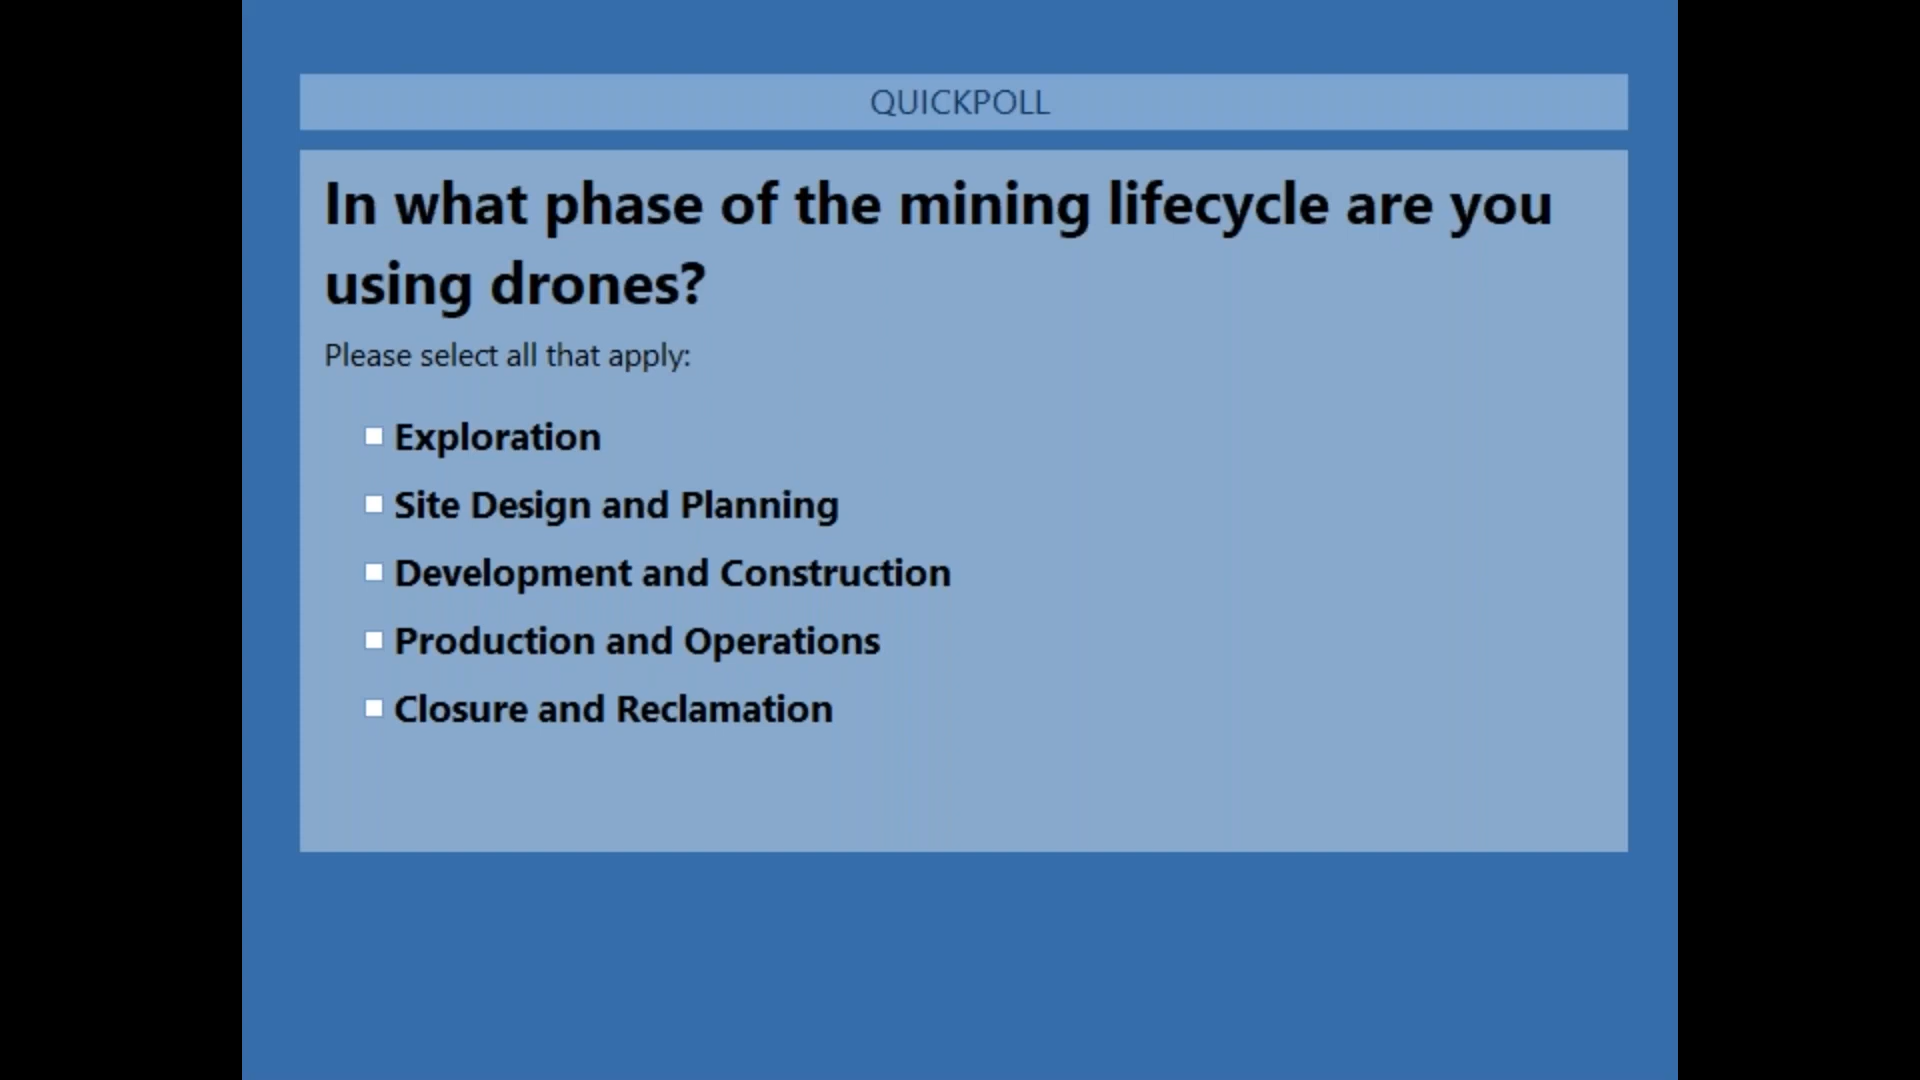 QUICKPOLL
In what phase of the mining lifecycle are you
using drones?
Please select all that apply:
Exploration
Site Design and Planning
Development and Construction
Production and Operations
Closure and Reclamation